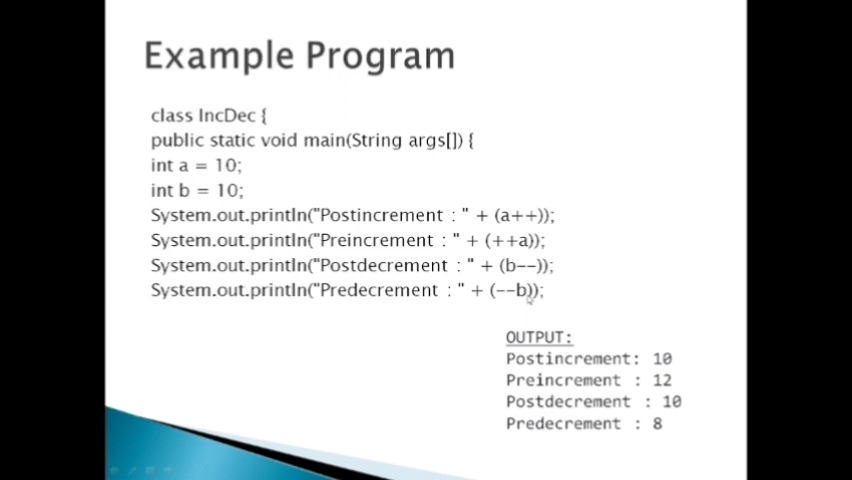 Example Program
class IncDec {
public static void main(String args[]) {
int a = 10;
int b = 10;
System.out.println("Postincrement : " + (a++));
System.out.println("Preincrement : " + (++a));
System.out.println("Postdecrement : " + (b--));
System.out.println("Predecrement : " + (--b));
OUTPUT:
Postincrement: 10
Preincrement : 12
Postdecrement : 10
Predecrement : 8